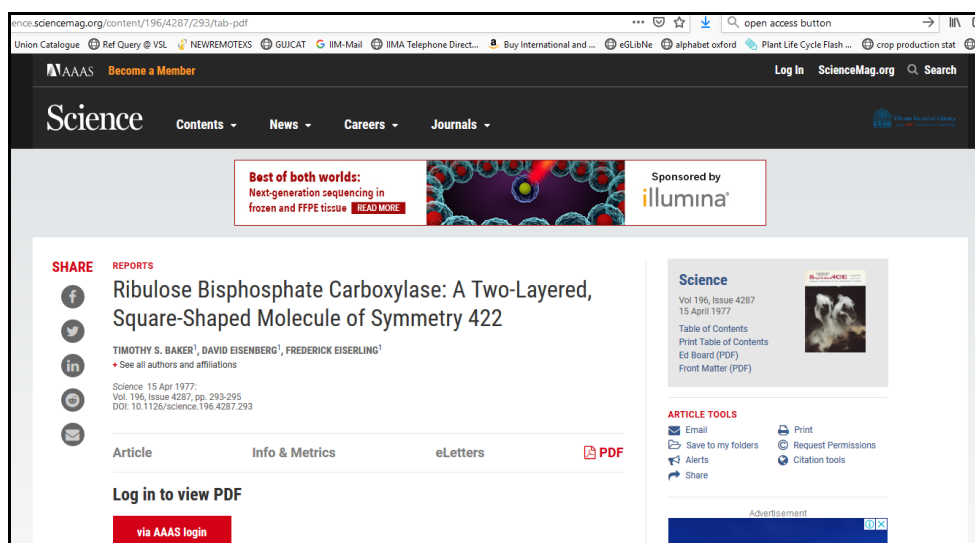 ence.sciencemag.org/content/196/4287/293/tab-pdf
open access button
Union Catalogue Ref Query @ VSL NEWREMOTEXS GUJCAT IIM-Mail IIMA Telephone Direct... Buy International and ... eGLibNe alphabet oxford Plant Life Cycle Flash ... crop production stat
AAAS Become a Member Log In ScienceMag.org Search
Science Contents News Careers Journals
Best of both worlds:
Next-generation sequencing in
frozen and FFPE tissue READ MORE
Sponsored by
illumına®
SHARE
REPORTS
Ribulose Bisphosphate Carboxylase: A Two-Layered,
Square-Shaped Molecule of Symmetry 422
TIMOTHY S. BAKER1, DAVID EISENBERG1, FREDERICK EISERLING1
+ See all authors and affiliations
Science 15 Apr 1977:
Vol. 196, Issue 4287, pp. 293-295
DOI: 10.1126/science.196.4287.293
Article Info & Metrics eLetters PDF
Log in to view PDF
via AAAS login
Science
Vol 196, Issue 4287
15 April 1977
Table of Contents
Print Table of Contents
Ed Board (PDF)
Front Matter (PDF)
ARTICLE TOOLS
Email Print
Save to my folders © Request Permissions
Alerts Citation tools
Share
Advertisement